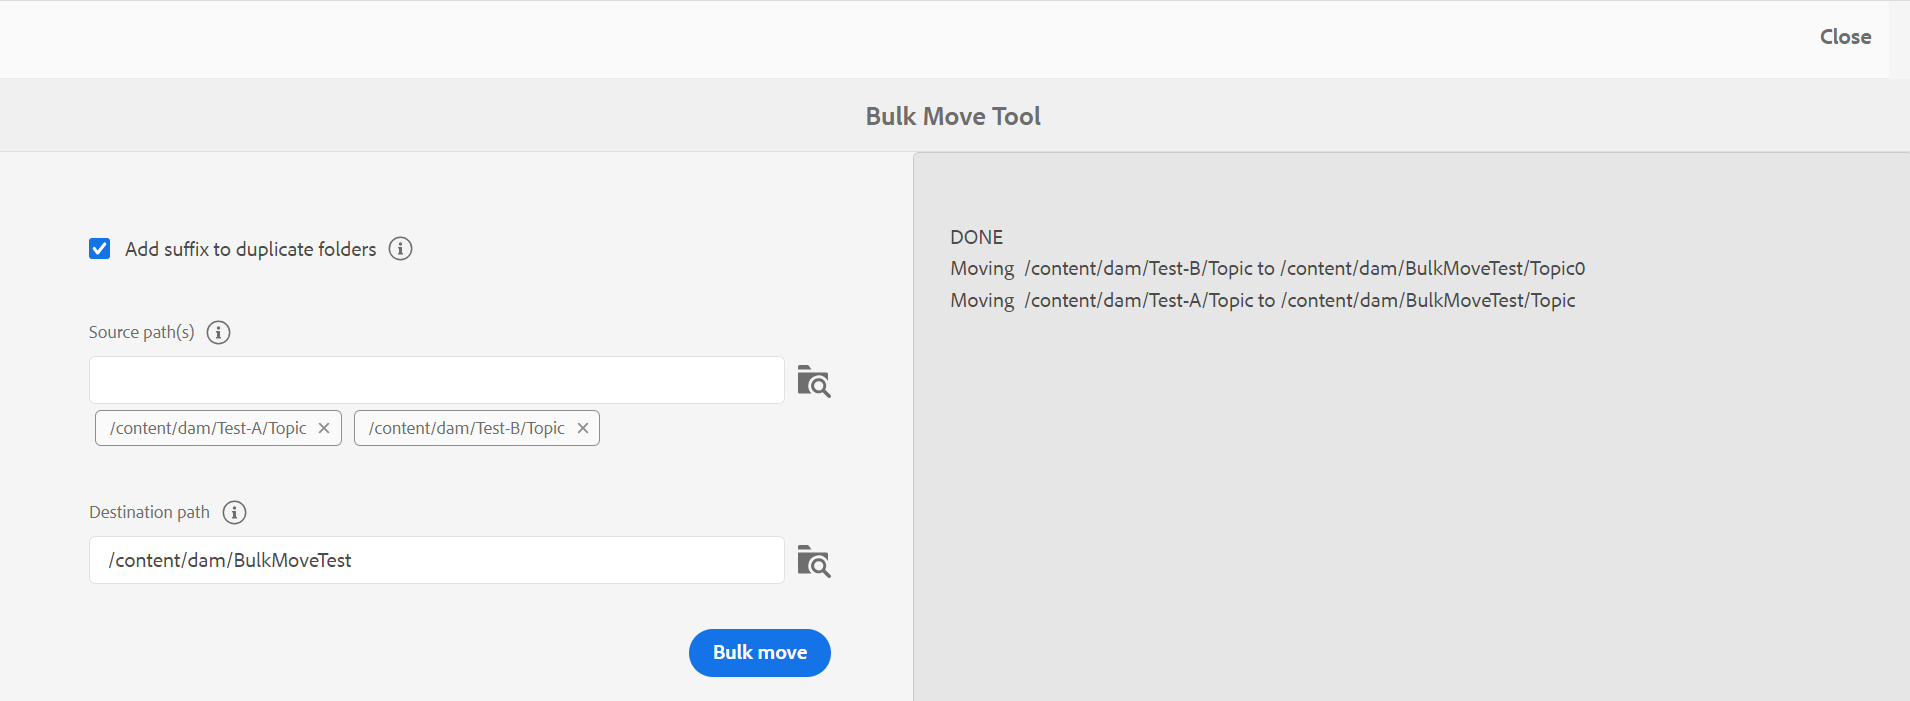 Close
Bulk Move Tool
Add suffix to duplicate folders
Source path(s)
/content/dam/Test-A/Topic
/content/dam/Test-B/Topic
Destination path
/content/dam/BulkMoveTest
Bulk move
DONE
Moving /content/dam/Test-B/Topic to /content/dam/BulkMoveTest/Topic0
Moving /content/dam/Test-A/Topic to /content/dam/BulkMoveTest/Topic